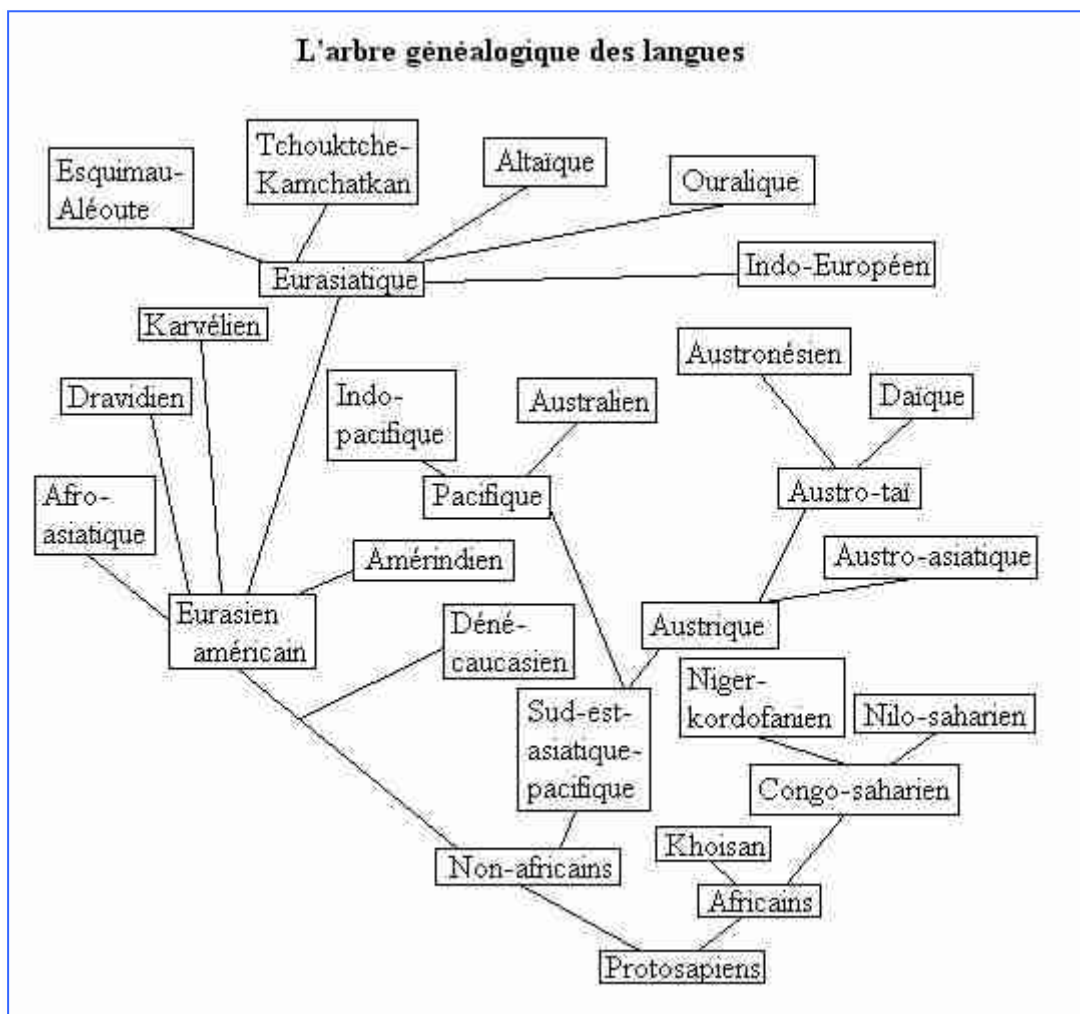 L'arbre généalogique des langues
Esquimau-
Aléoute
Tchouktche-
Kamchatkan
Altaïque
Ouralique
Eurasiatique
Indo-Européen
Karvélien
Dravidien
Indo-
pacifique
Australien
Austronésien
Daïque
Afro-
asiatique
Pacifique
Austro-taï
Amérindien
Austro-asiatique
Eurasien
américain
Déné-
caucasien
Austrique
Sud-est-
asiatique-
pacifique
Niger-
kordofanien
Nilo-saharien
Congo-saharien
Khoisan
Non-africains
Africains
Protosapiens